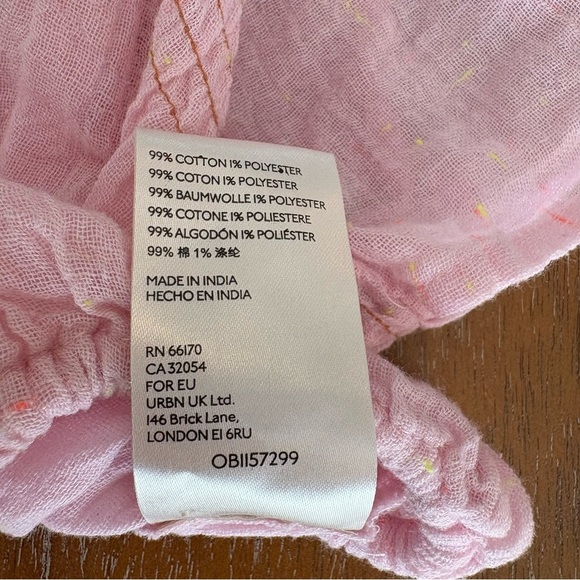 99% COTTON 1% POLYESTER
99% COTON 1% POLYESTER
99% BAUMWOLLE 1% POLYESTER
99% COTONE 1% POLIESTERE
99% ALGODÓN 1% POLIÉSTER
99% 棉 1% 涤纶
MADE IN INDIA
HECHO EN INDIA
RN 66170
CA 32054
FOR EU
URBN UK Ltd.
146 Brick Lane,
LONDON E1 6RU
OB1157299